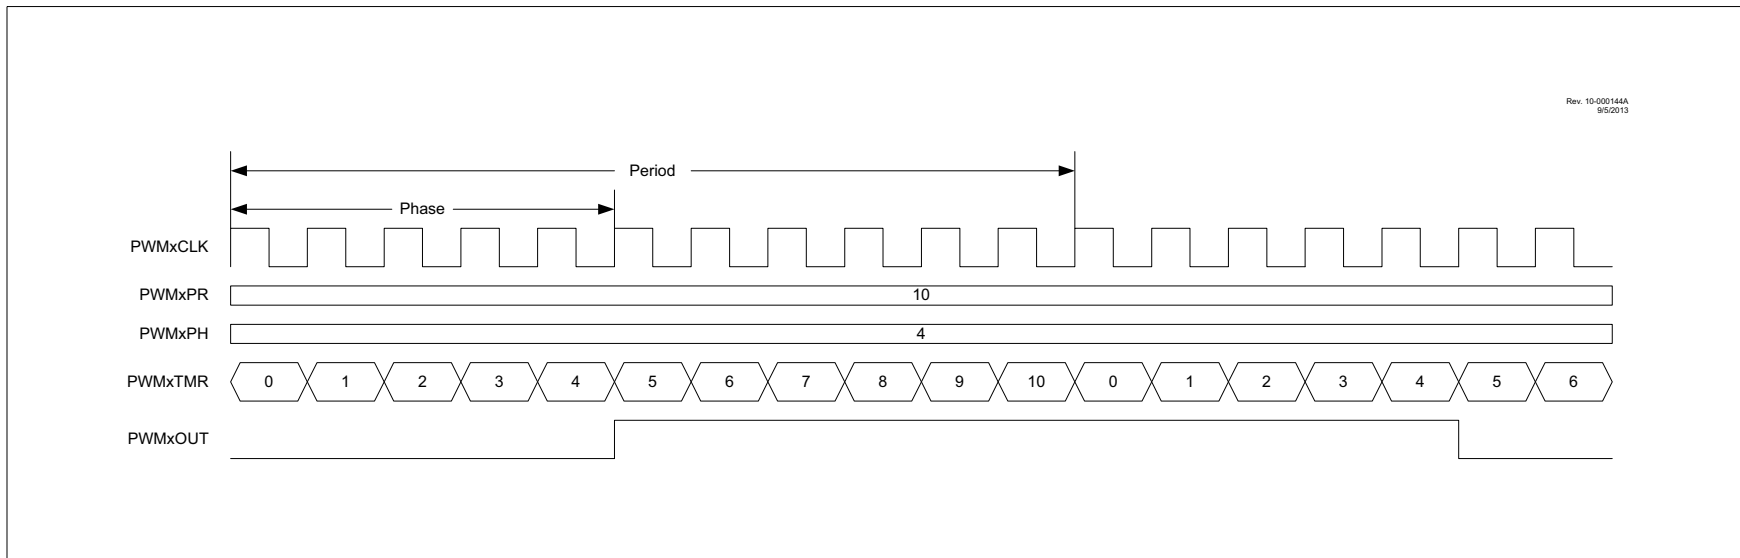 Rev. 10-000144A
9/5/2013
Period
Phase
PWMxCLK
PWMxPR 10
PWMxPH 4
PWMxTMR 0 1 2 3 4 5 6 7 8 9 10 0 1 2 3 4 5 6
PWMxOUT